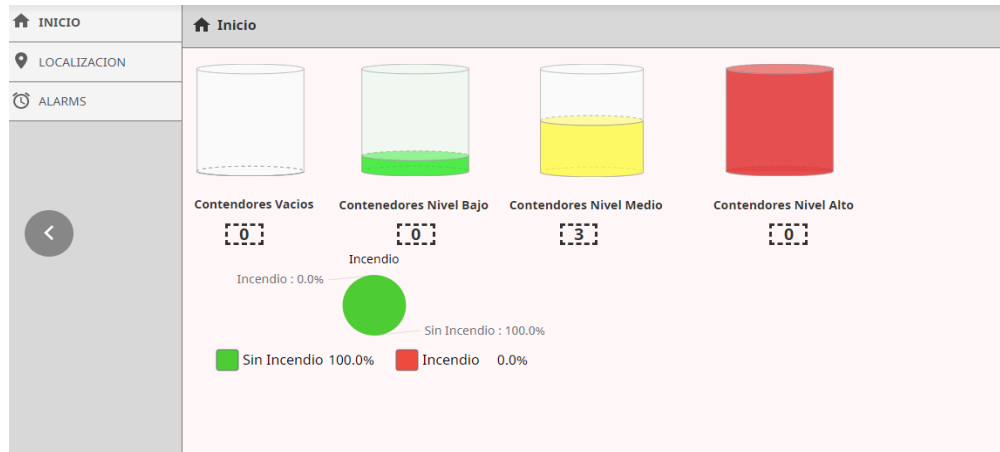 INICIO
LOCALIZACION
ALARMS
Inicio
Contendores Vacios
Contenedores Nivel Bajo
Contendores Nivel Medio
Contendores Nivel Alto
0
0
3
0
Incendio
Incendio : 0.0%
Sin Incendio : 100.0%
Sin Incendio 100.0%
Incendio 0.0%